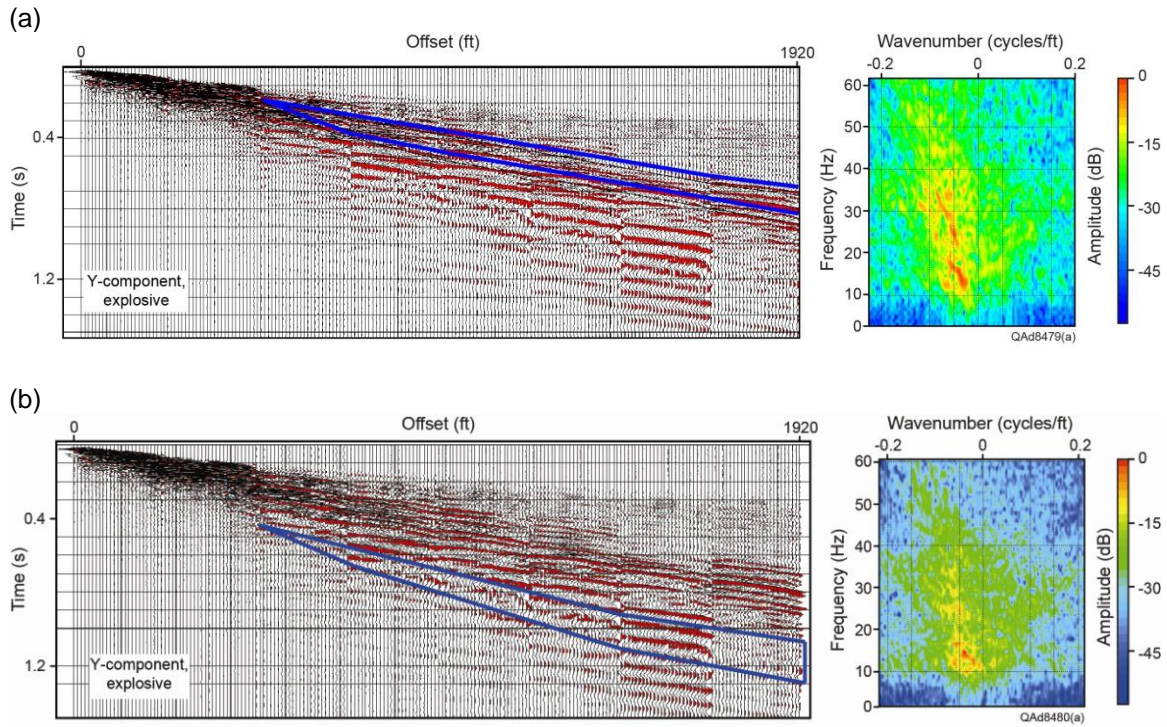 (a)
Offset (ft)
0 1920
0.4
1.2
Time (s)
Y-component,
explosive
Wavenumber (cycles/ft)
-0.2 0 0.2
60
50
40
30
20
10
0
Frequency (Hz)
QAd8479(a)
0
-15
-30
-45
Amplitude (dB)
(b)
Offset (ft)
0 1920
0.4
1.2
Time (s)
Y-component,
explosive
Wavenumber (cycles/ft)
-0.2 0 0.2
60
50
40
30
20
10
0
Frequency (Hz)
QAd8480(a)
0
-15
-30
-45
Amplitude (dB)